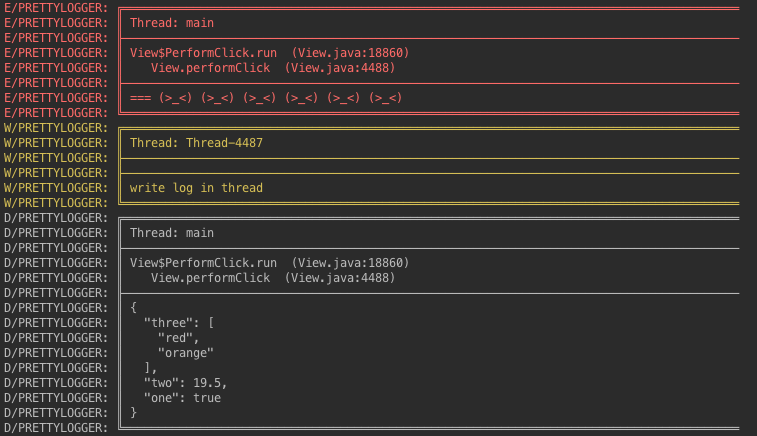 E/PRETTYLOGGER: ╔════════════════════════════════════════
E/PRETTYLOGGER: ║ Thread: main
E/PRETTYLOGGER: ╟────────────────────────────────────────
E/PRETTYLOGGER: ║ View$PerformClick.run  (View.java:18860)
E/PRETTYLOGGER: ║    View.performClick  (View.java:4488)
E/PRETTYLOGGER: ╟────────────────────────────────────────
E/PRETTYLOGGER: ║ === (>_<) (>_<) (>_<) (>_<) (>_<) (>_<)
E/PRETTYLOGGER: ╚════════════════════════════════════════
W/PRETTYLOGGER: ╔════════════════════════════════════════
W/PRETTYLOGGER: ║ Thread: Thread-4487
W/PRETTYLOGGER: ╟────────────────────────────────────────
W/PRETTYLOGGER: ╟────────────────────────────────────────
W/PRETTYLOGGER: ║ write log in thread
W/PRETTYLOGGER: ╚════════════════════════════════════════
D/PRETTYLOGGER: ╔════════════════════════════════════════
D/PRETTYLOGGER: ║ Thread: main
D/PRETTYLOGGER: ╟────────────────────────────────────────
D/PRETTYLOGGER: ║ View$PerformClick.run  (View.java:18860)
D/PRETTYLOGGER: ║    View.performClick  (View.java:4488)
D/PRETTYLOGGER: ╟────────────────────────────────────────
D/PRETTYLOGGER: ║ {
D/PRETTYLOGGER: ║   "three": [
D/PRETTYLOGGER: ║     "red",
D/PRETTYLOGGER: ║     "orange"
D/PRETTYLOGGER: ║   ],
D/PRETTYLOGGER: ║   "two": 19.5,
D/PRETTYLOGGER: ║   "one": true
D/PRETTYLOGGER: ║ }
D/PRETTYLOGGER: ╚════════════════════════════════════════